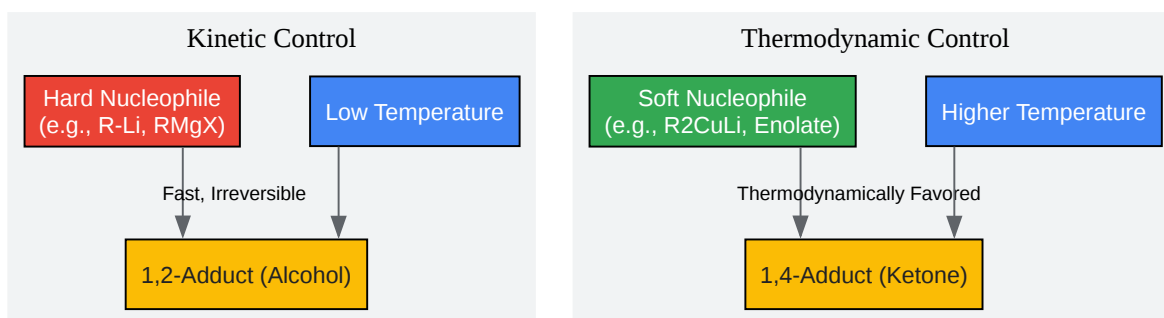 Kinetic Control
Hard Nucleophile
(e.g., R-Li, RMgX)
Low Temperature
Fast, Irreversible
1,2-Adduct (Alcohol)
Thermodynamic Control
Soft Nucleophile
(e.g., R2CuLi, Enolate)
Higher Temperature
Thermodynamically Favored
1,4-Adduct (Ketone)